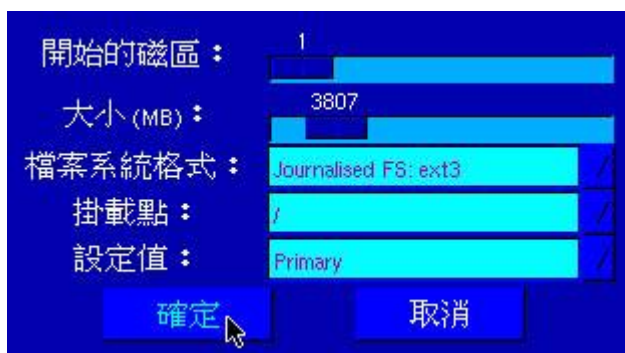 開始的磁區：
1
大小(MB)：
3807
檔案系統格式：
Journalised FS: ext3
掛載點：
/
設定值：
Primary
確定
取消